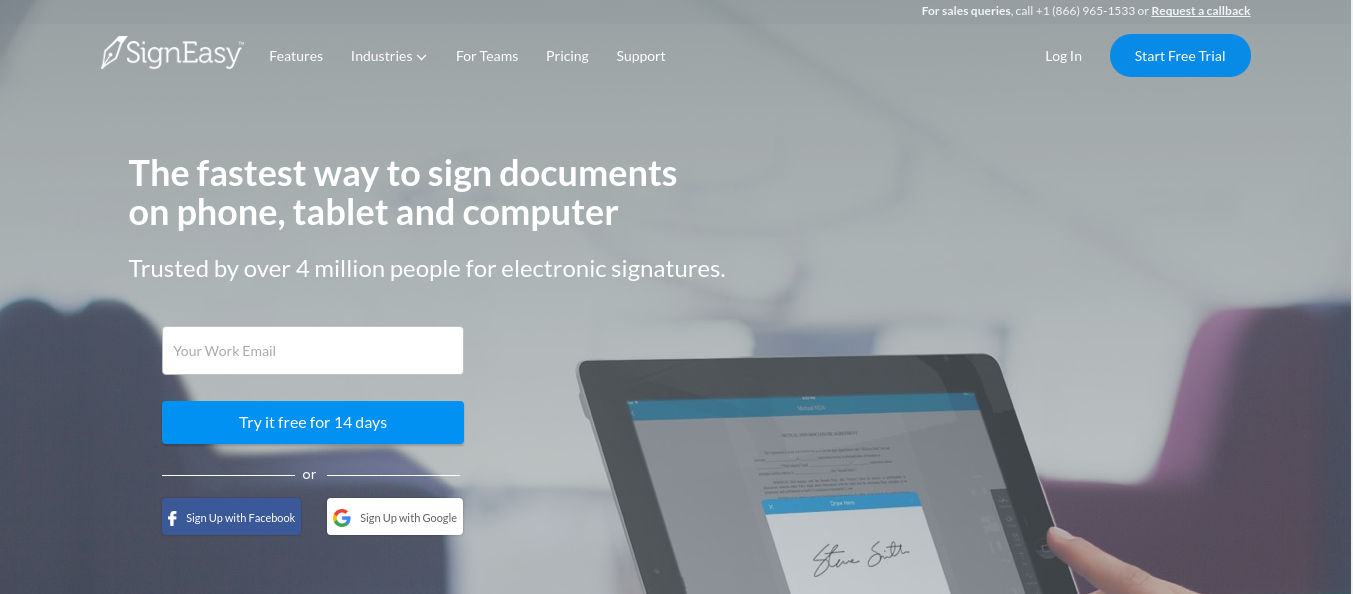 For sales queries, call +1 (866) 965-1533 or Request a callback
SignEasy™
Features
Industries
For Teams
Pricing
Support
Log In
Start Free Trial
The fastest way to sign documents
on phone, tablet and computer
Trusted by over 4 million people for electronic signatures.
Your Work Email
Try it free for 14 days
or
Sign Up with Facebook
Sign Up with Google
Mutual NDA
Draw Here
Steve Smith